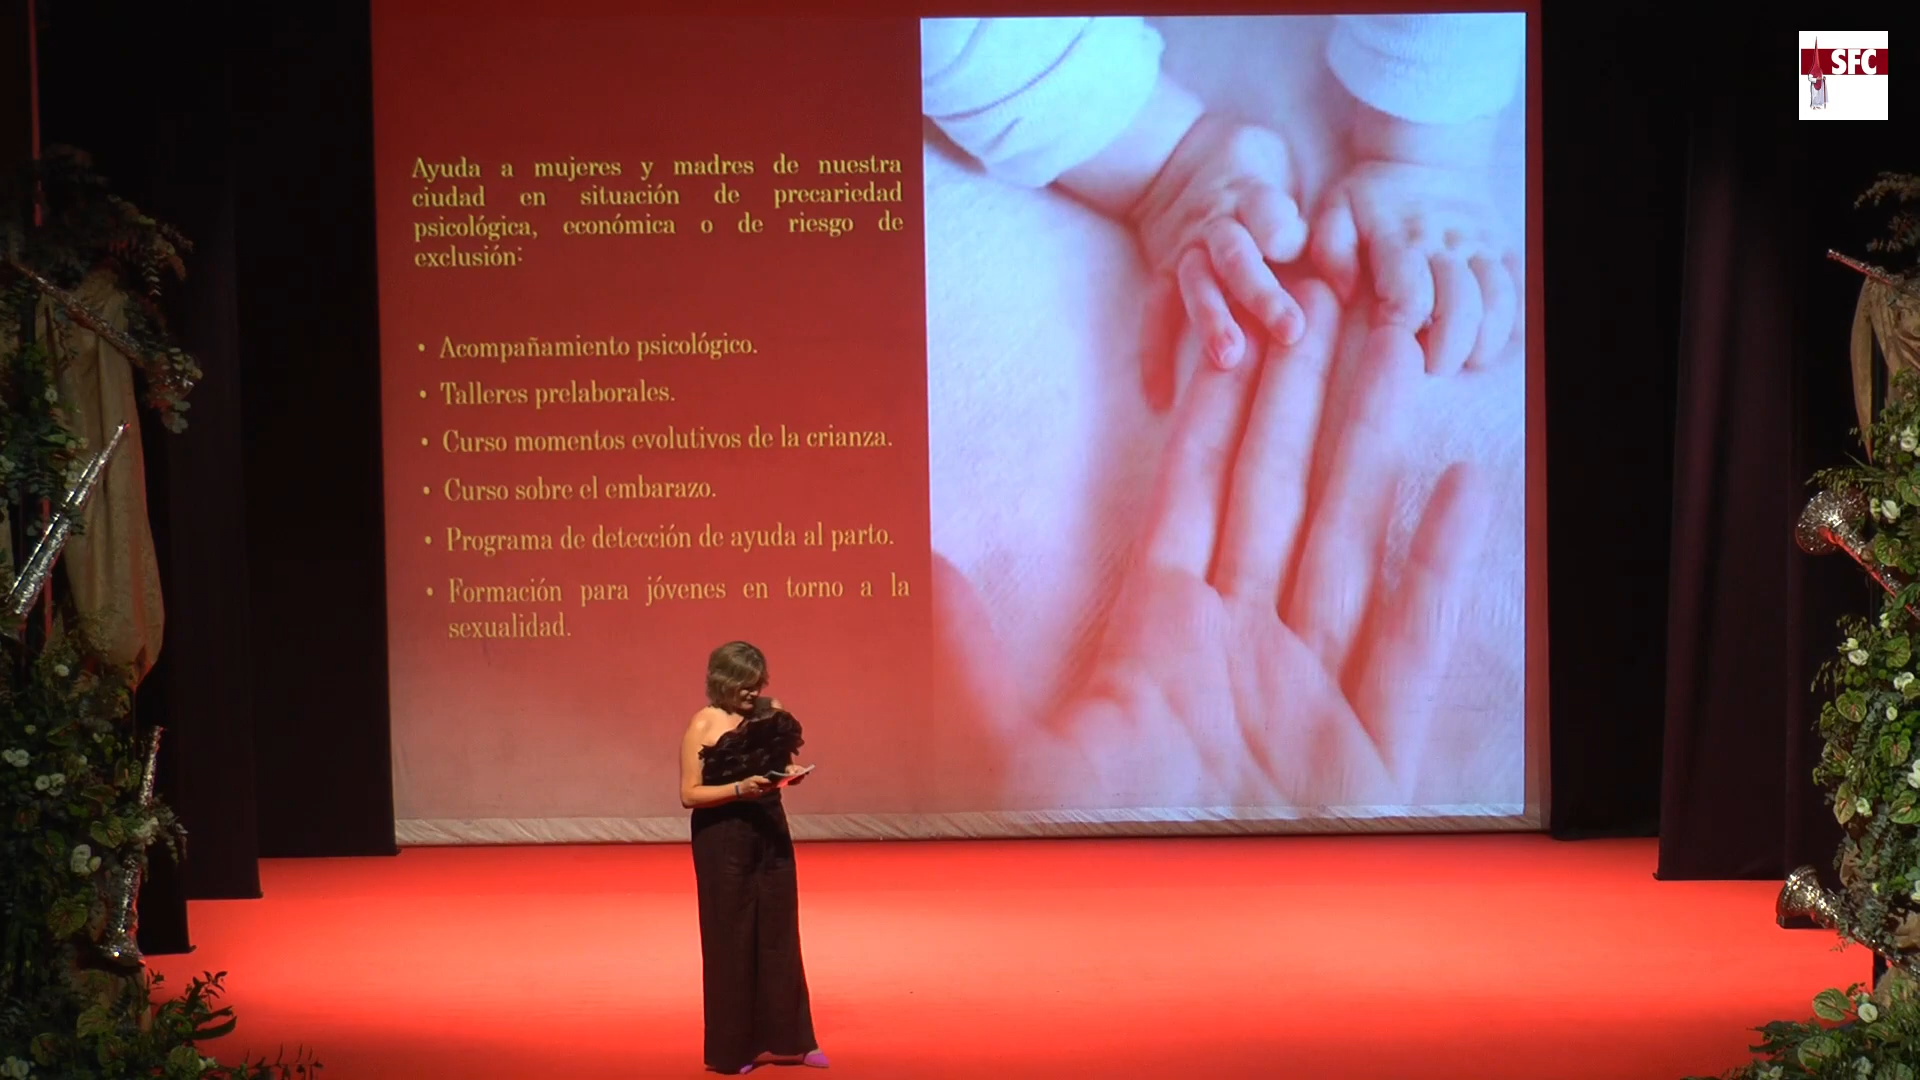 Ayuda a mujeres y madres de nuestra
ciudad en situación de precariedad
psicológica, económica o de riesgo de
exclusión:
• Acompañamiento psicológico.
• Talleres prelaborales.
• Curso momentos evolutivos de la crianza.
• Curso sobre el embarazo.
• Programa de detección de ayuda al parto.
• Formación para jóvenes en torno a la
sexualidad.
SFC